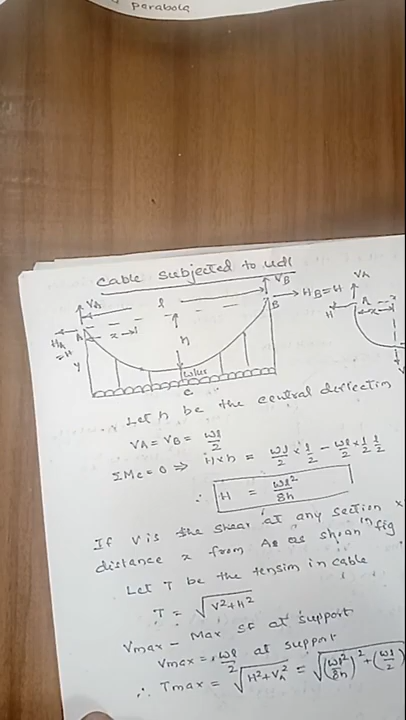 parabola
Cable subjected to udl
VA l VB
HA = H A x B HB = H
y h w/us
c
VA
H A x
Let h be the central deflection
VA = VB = wl/2
ΣMc = 0 ⇒ H×h = wl/2 × l/2 − wl/2 × 1/2 l/2
∴ H = wl²/8h
If V is the shear at any section x
distance x from A as shown in fig
Let T be the tension in cable
T = √V²+H²
Vmax – Max SF at support
Vmax = wl/2 at support
∴ Tmax = √H²+VA² = √(wl²/8h)² + (wl/2)